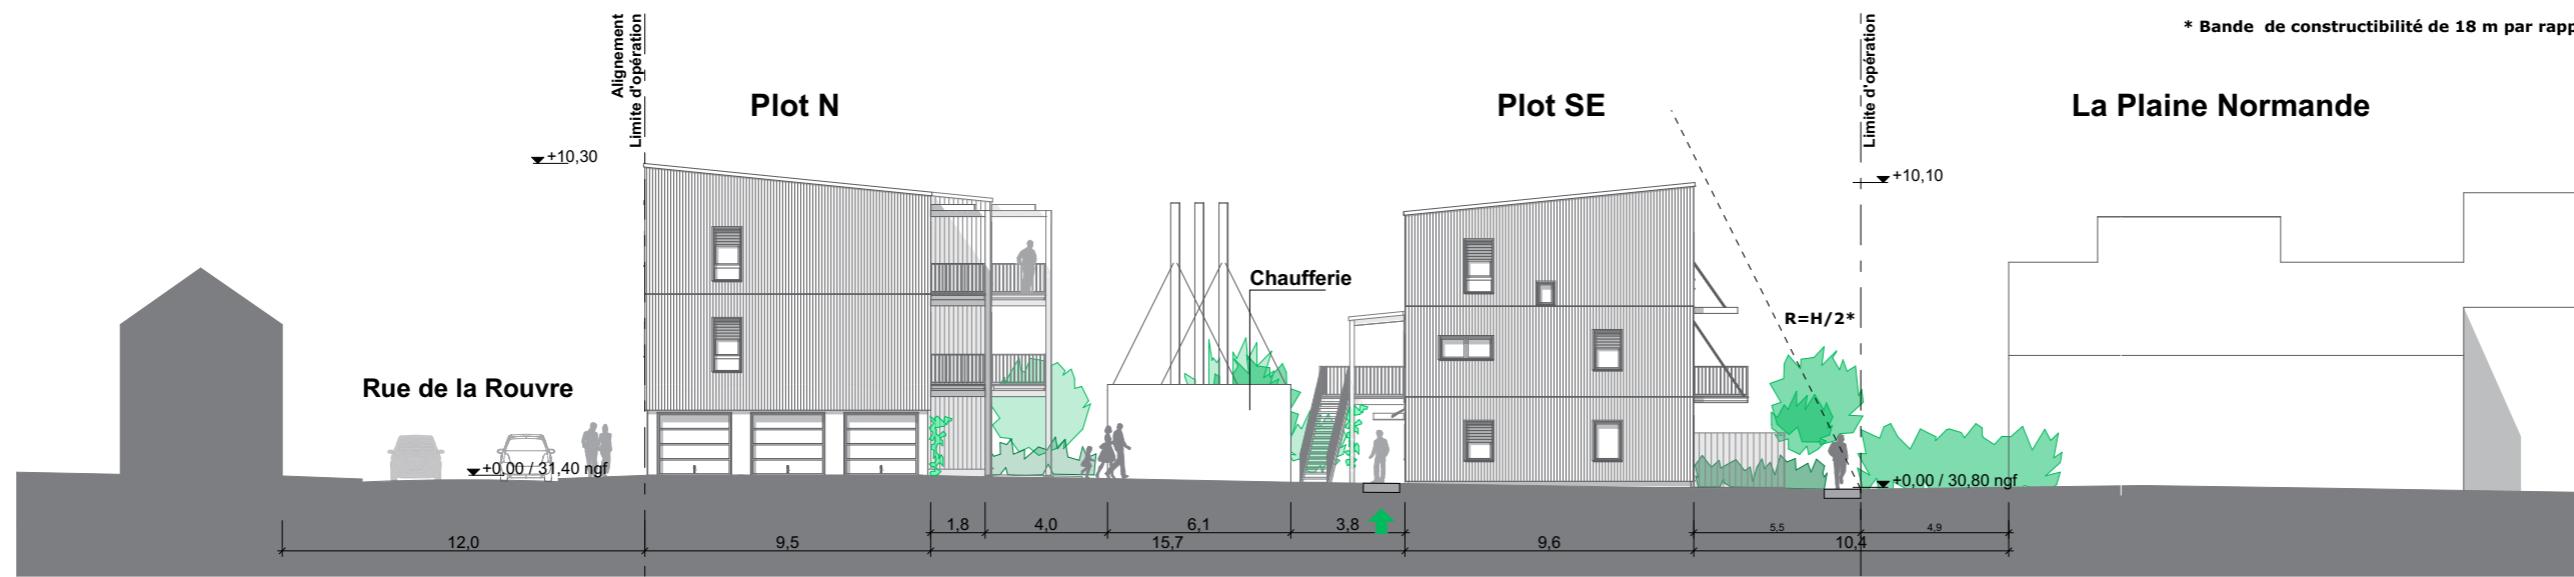 * Bande  de constructibilité de 18 m par rapp
Alignement
Limite d'opération
Plot N
Plot SE
Limite d'opération
La Plaine Normande
+10,30
+10,10
Chaufferie
R=H/2*
Rue de la Rouvre
+0,00 / 31,40 ngf
+0,00 / 30,80 ngf
1,8
4,0
6,1
3,8
5,5
4,9
12,0
9,5
15,7
9,6
10,4